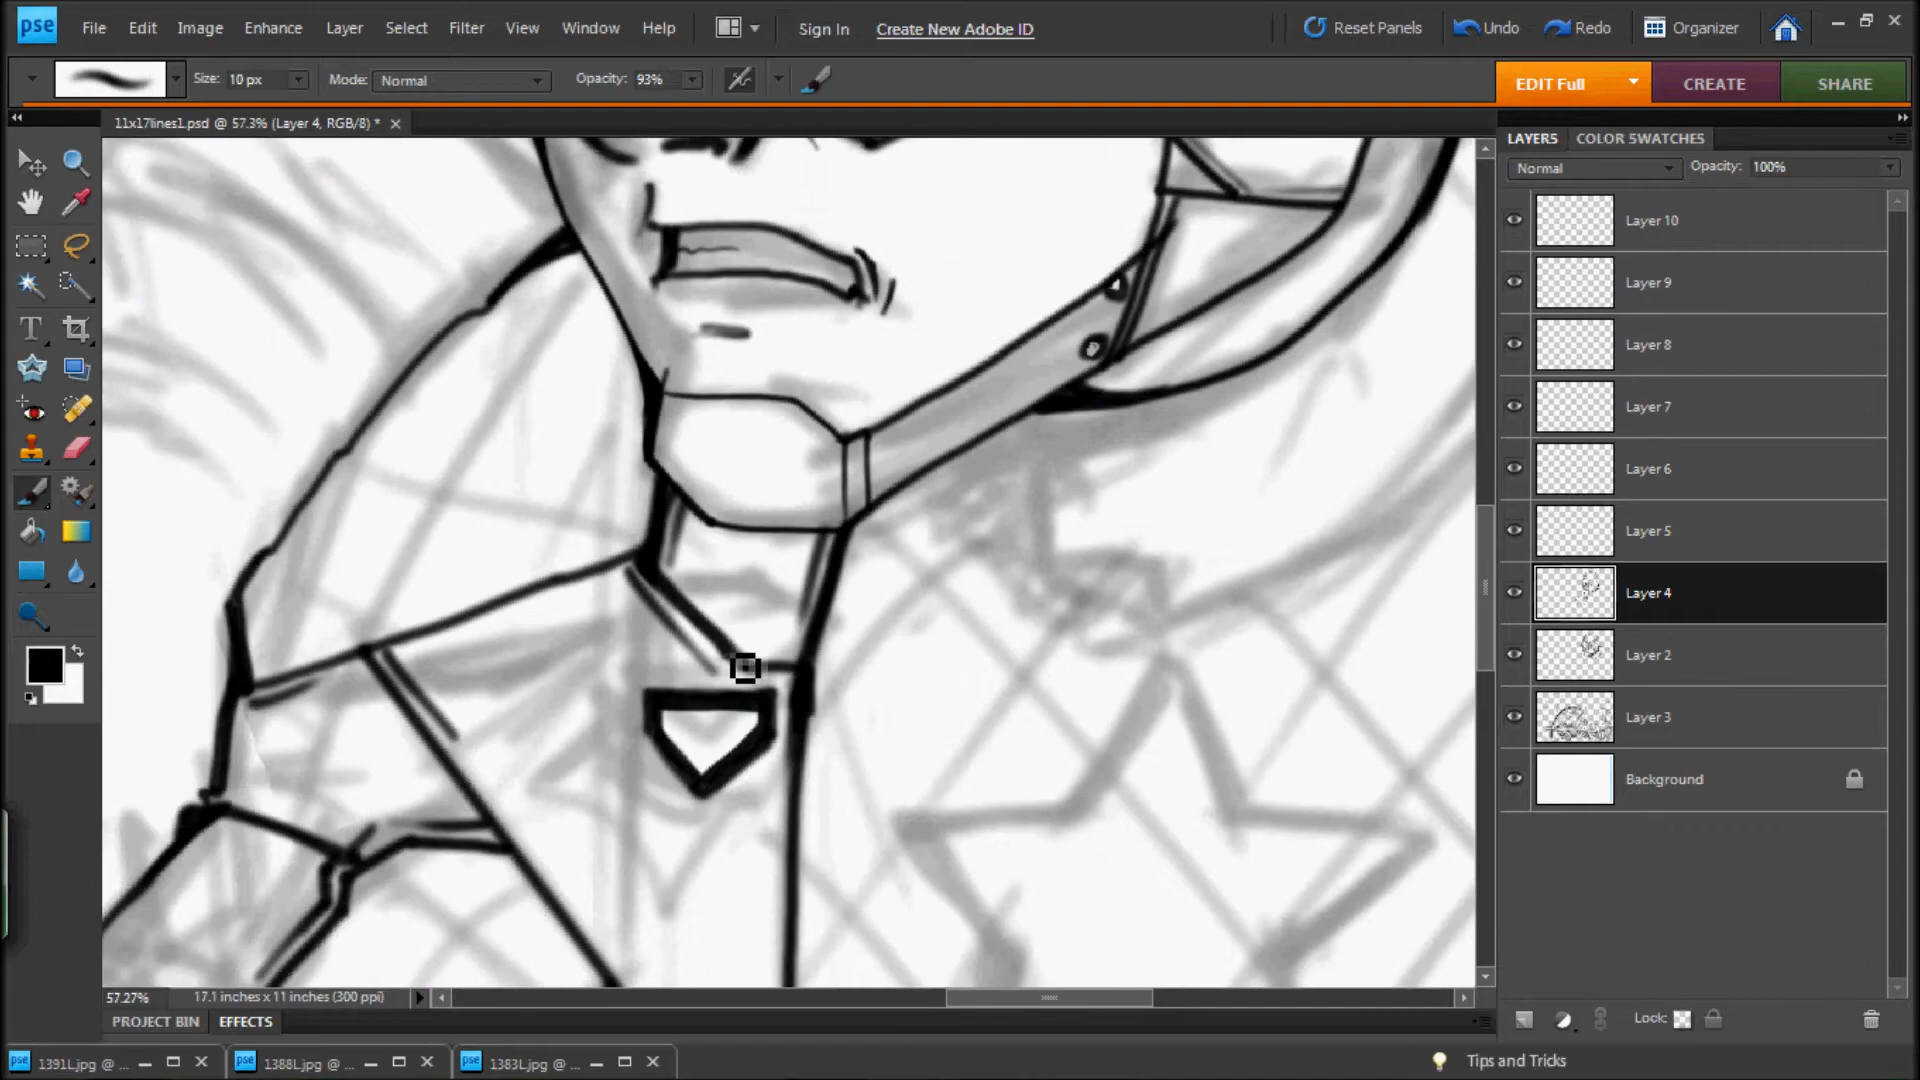 pse File Edit Image Enhance Layer Select Filter View Window Help Sign In Create New Adobe ID Reset Panels Undo Redo Organizer
Size: 10 px Mode: Normal Opacity: 93% EDIT Full CREATE SHARE
11x17lines1.psd @ 57.3% (Layer 4, RGB/8) *
LAYERS COLOR SWATCHES
Normal Opacity: 100%
Layer 10
Layer 9
Layer 8
Layer 7
Layer 6
Layer 5
Layer 4
Layer 2
Layer 3
Background
T
57.27% 17.1 inches x 11 inches (300 ppi)
Lock:
PROJECT BIN EFFECTS
pse 1391L.jpg @ ... pse 1388L.jpg @ ... pse 1383L.jpg @ ... Tips and Tricks